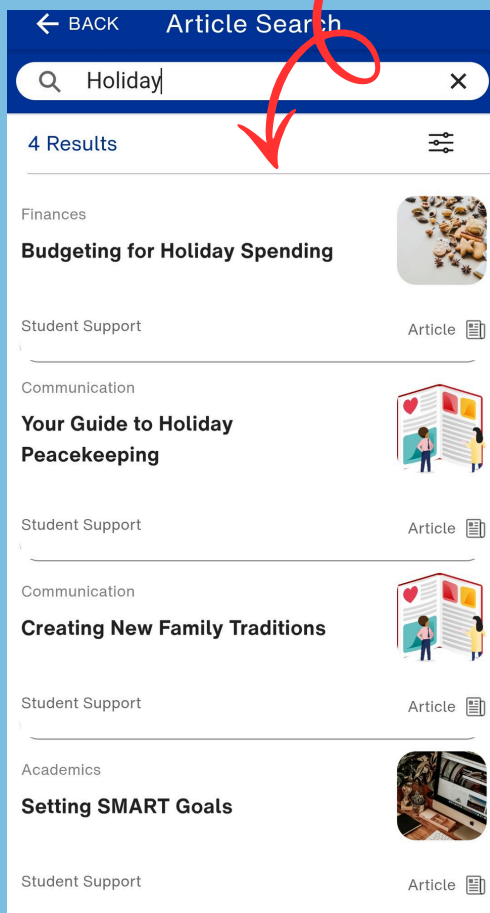 BACK Article Search
Holiday
4 Results
Finances
Budgeting for Holiday Spending
Student Support
Article
Communication
Your Guide to Holiday
Peacekeeping
Student Support
Article
Communication
Creating New Family Traditions
Student Support
Article
Academics
Setting SMART Goals
Student Support
Article